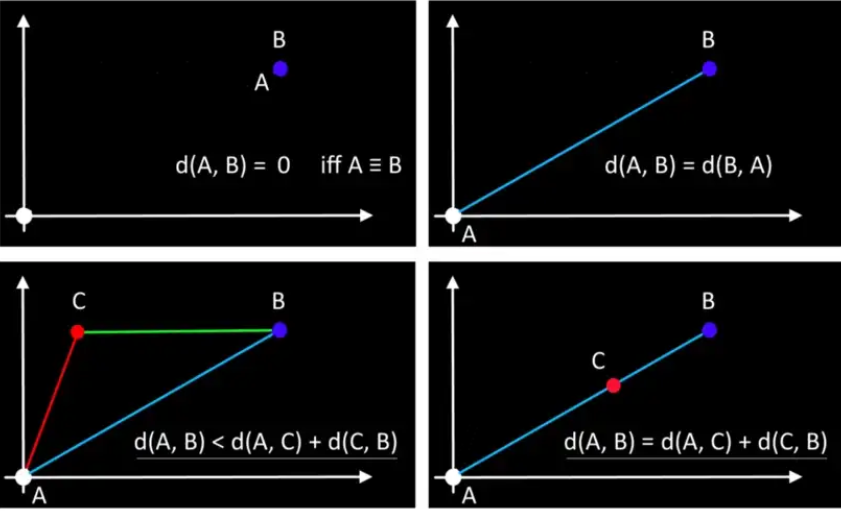 B
A
d(A, B) = 0 iff A ≡ B
B
d(A, B) = d(B, A)
A
C B
d(A, B) < d(A, C) + d(C, B)
A
B
C
d(A, B) = d(A, C) + d(C, B)
A